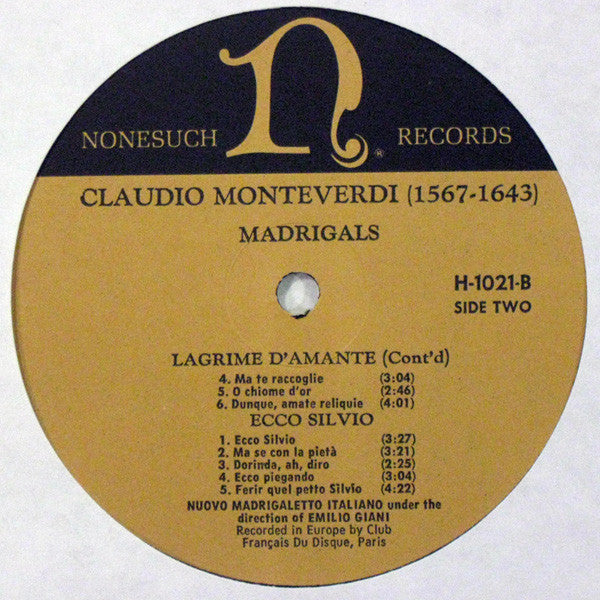 n
NONESUCH RECORDS ®
CLAUDIO MONTEVERDI (1567-1643)
MADRIGALS
H-1021-B
SIDE TWO
LAGRIME D'AMANTE (Cont'd)
4. Ma te raccoglie (3:04)
5. O chiome d'or (2:46)
6. Dunque, amate reliquie (4:01)
ECCO SILVIO
1. Ecco Silvio (3:27)
2. Ma se con la pietà (3:21)
3. Dorinda, ah, diro (2:25)
4. Ecco piegando (3:04)
5. Ferir quel petto Silvio (4:22)
NUOVO MADRIGALETTO ITALIANO under the
direction of EMILIO GIANI
Recorded in Europe by Club
Français Du Disque, Paris